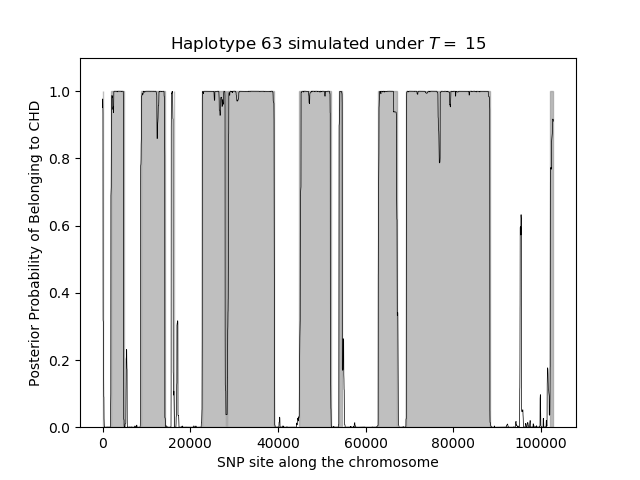 Haplotype 63 simulated under T = 15
Posterior Probability of Belonging to CHD
1.0
0.8
0.6
0.4
0.2
0.0
0 20000 40000 60000 80000 100000
SNP site along the chromosome